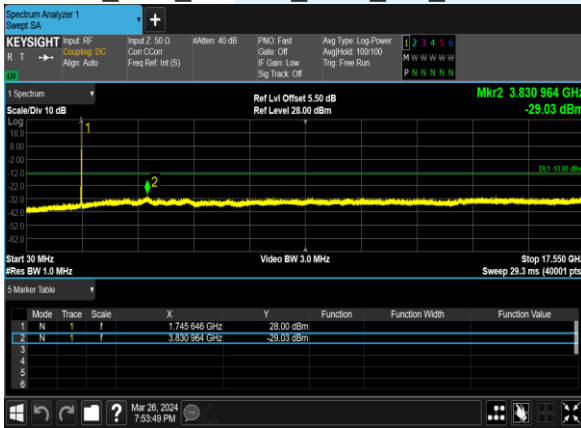 Spectrum Analyzer 1
Swept SA
KEYSIGHT
R T
LXI
Input: RF
Coupling: DC
Align: Auto
Input Z: 50 Ω
Corr CCorr
Freq Ref: Int (S)
#Atten: 40 dB
PNO: Fast
Gate: Off
IF Gain: Low
Sig Track: Off
Avg Type: Log-Power
Avg|Hold: 100/100
Trig: Free Run
1 2 3 4 5 6
M W W W W W
P N N N N N
1 Spectrum
Scale/Div 10 dB
Ref Lvl Offset 5.50 dB
Ref Level 28.00 dBm
Mkr2 3.830 964 GHz
-29.03 dBm
Log
18.0
8.00
-2.00
-12.0
-22.0
-32.0
-42.0
-52.0
-62.0
1
2
DL1 -13.00 dBm
Start 30 MHz
#Res BW 1.0 MHz
Video BW 3.0 MHz
Stop 17.550 GHz
Sweep 29.3 ms (40001 pts)
5 Marker Table
Mode Trace Scale X Y Function Function Width Function Value
1 N 1 f 1.745 646 GHz 28.00 dBm
2 N 1 f 3.830 964 GHz -29.03 dBm
3
4
5
6
?
Mar 26, 2024
7:53:49 PM